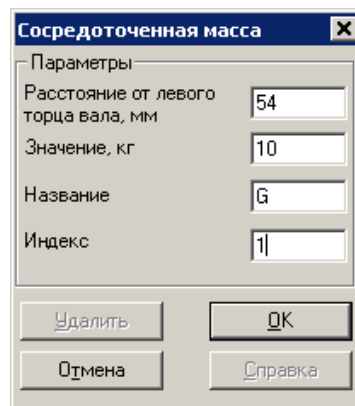 Сосредоточенная масса
Параметры
Расстояние от левого
торца вала, мм
54
Значение, кг
10
Название
G
Индекс
1
Удалить
OK
Отмена
Справка